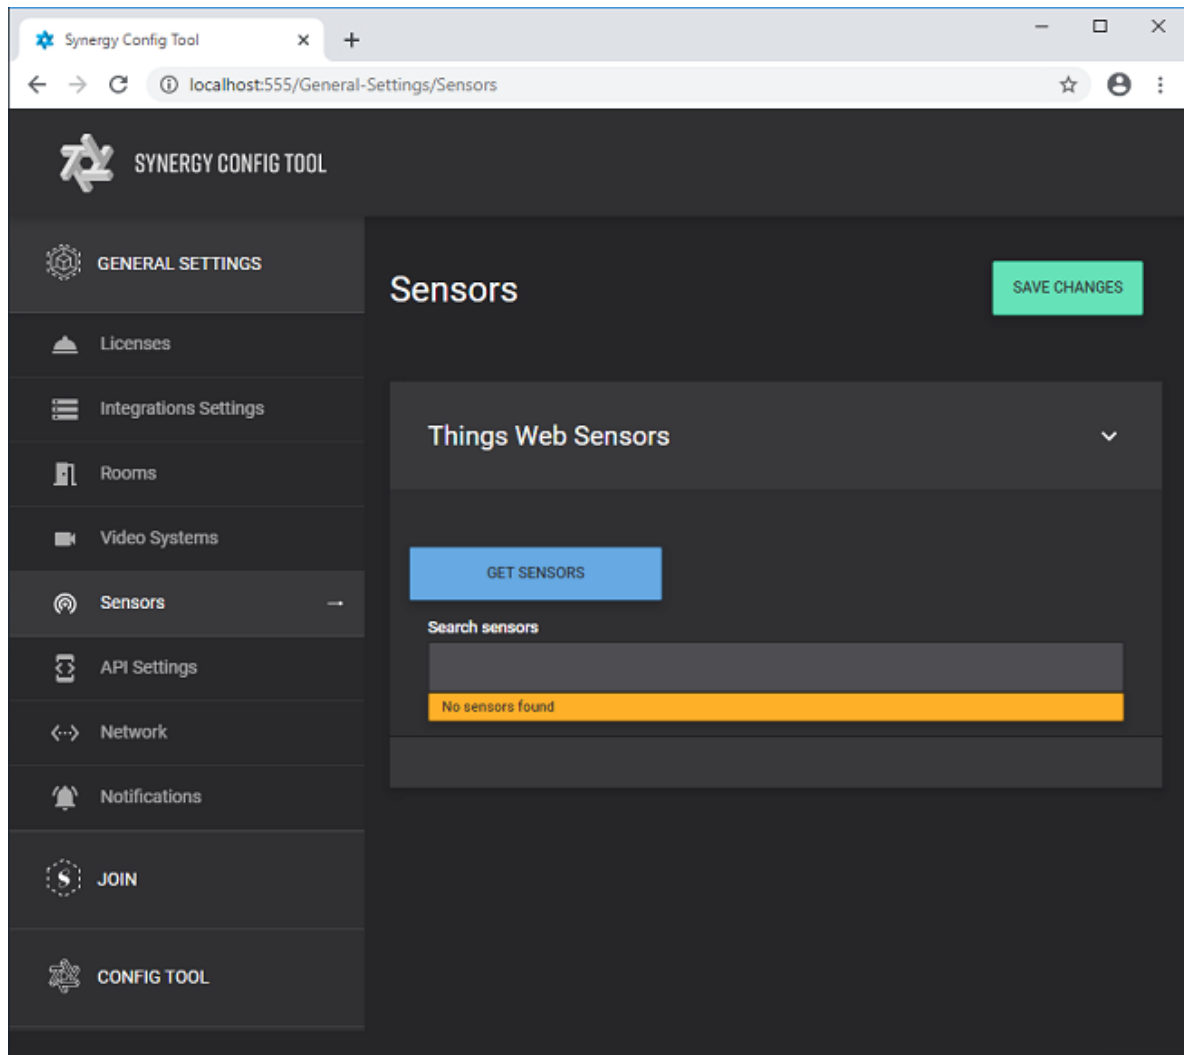 Synergy Config Tool
localhost:555/General-Settings/Sensors
SYNERGY CONFIG TOOL
GENERAL SETTINGS
Licenses
Integrations Settings
Rooms
Video Systems
Sensors
API Settings
Network
Notifications
JOIN
CONFIG TOOL
Sensors
SAVE CHANGES
Things Web Sensors
GET SENSORS
Search sensors
No sensors found